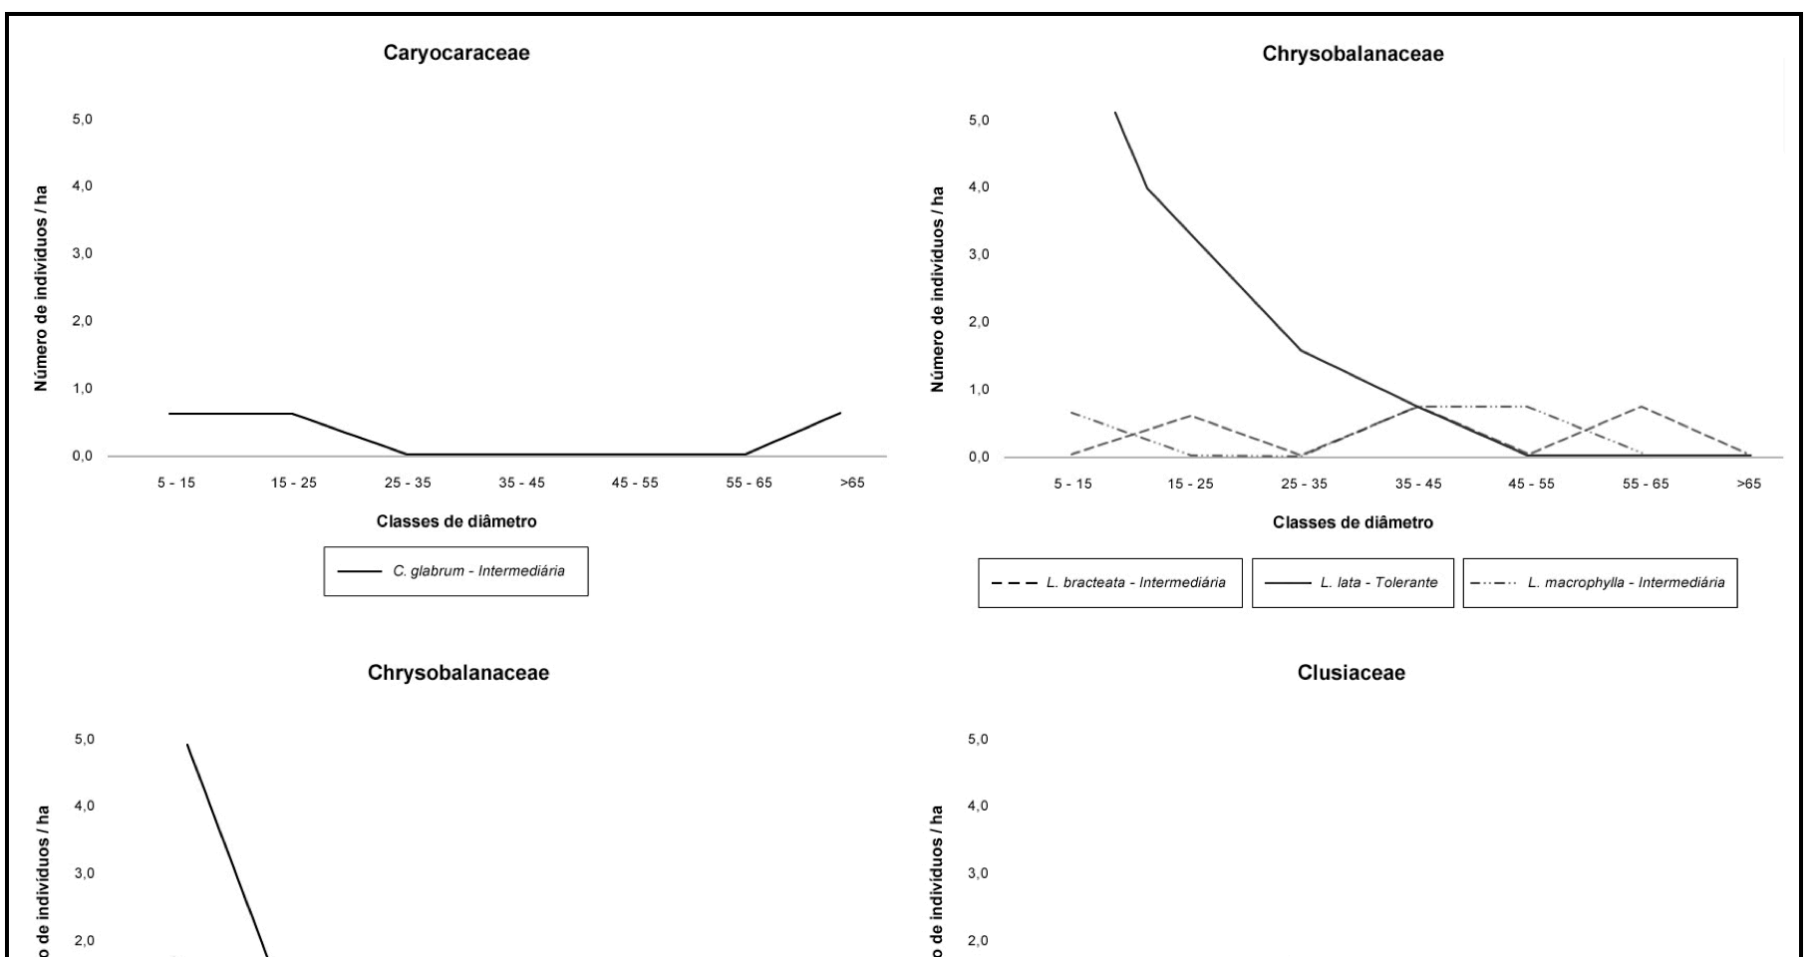 Caryocaraceae
Número de indivíduos / ha
5,0
4,0
3,0
2,0
1,0
0,0
5 - 15 15 - 25 25 - 35 35 - 45 45 - 55 55 - 65 >65
Classes de diâmetro
C. glabrum - Intermediária
Chrysobalanaceae
Número de indivíduos / ha
5,0
4,0
3,0
2,0
1,0
0,0
5 - 15 15 - 25 25 - 35 35 - 45 45 - 55 55 - 65 >65
Classes de diâmetro
L. bracteata - Intermediária L. lata - Tolerante L. macrophylla - Intermediária
Chrysobalanaceae
de indivíduos / ha
5,0
4,0
3,0
2,0
Clusiaceae
de indivíduos / ha
5,0
4,0
3,0
2,0